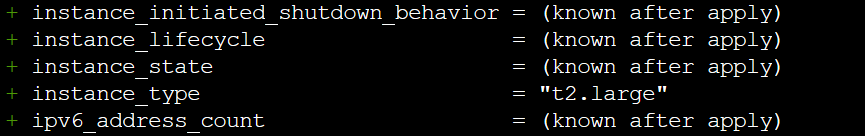 + instance_initiated_shutdown_behavior = (known after apply)
+ instance_lifecycle                   = (known after apply)
+ instance_state                       = (known after apply)
+ instance_type                        = "t2.large"
+ ipv6_address_count                   = (known after apply)